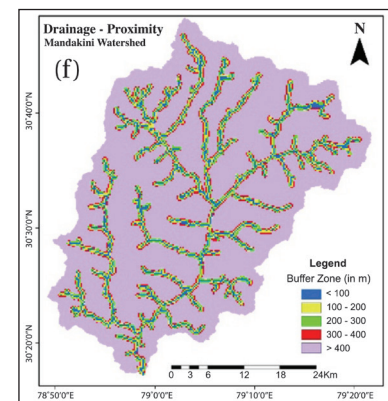 Drainage - Proximity
Mandakini Watershed
(f)
N
30°40'0"N
30°30'0"N
30°20'0"N
Legend
Buffer Zone (in m)
< 100
100 - 200
200 - 300
300 - 400
> 400
0 3 6 12 18 24Km
78°50'0"E 79°0'E 79°10'0"E 79°20'0"E